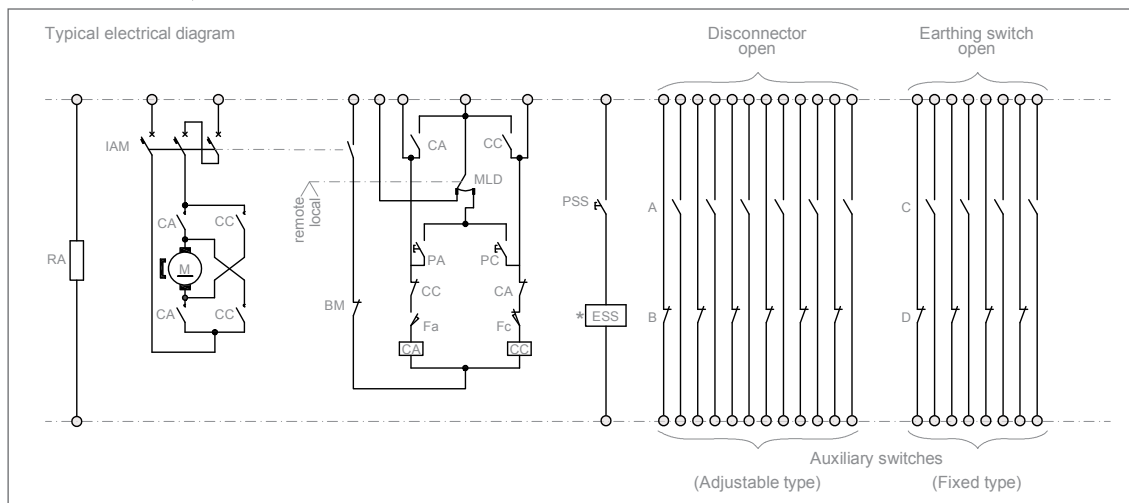 Typical electrical diagram
Disconnector
open
Earthing switch
open
IAM
CA
CC
MLD
remote
local
PSS
A
C
CA
CC
RA
M
PA
PC
CC
CA
BM
* ESS
B
D
CA
CC
Fa
Fc
CA
CC
Auxiliary switches
(Adjustable type)
(Fixed type)